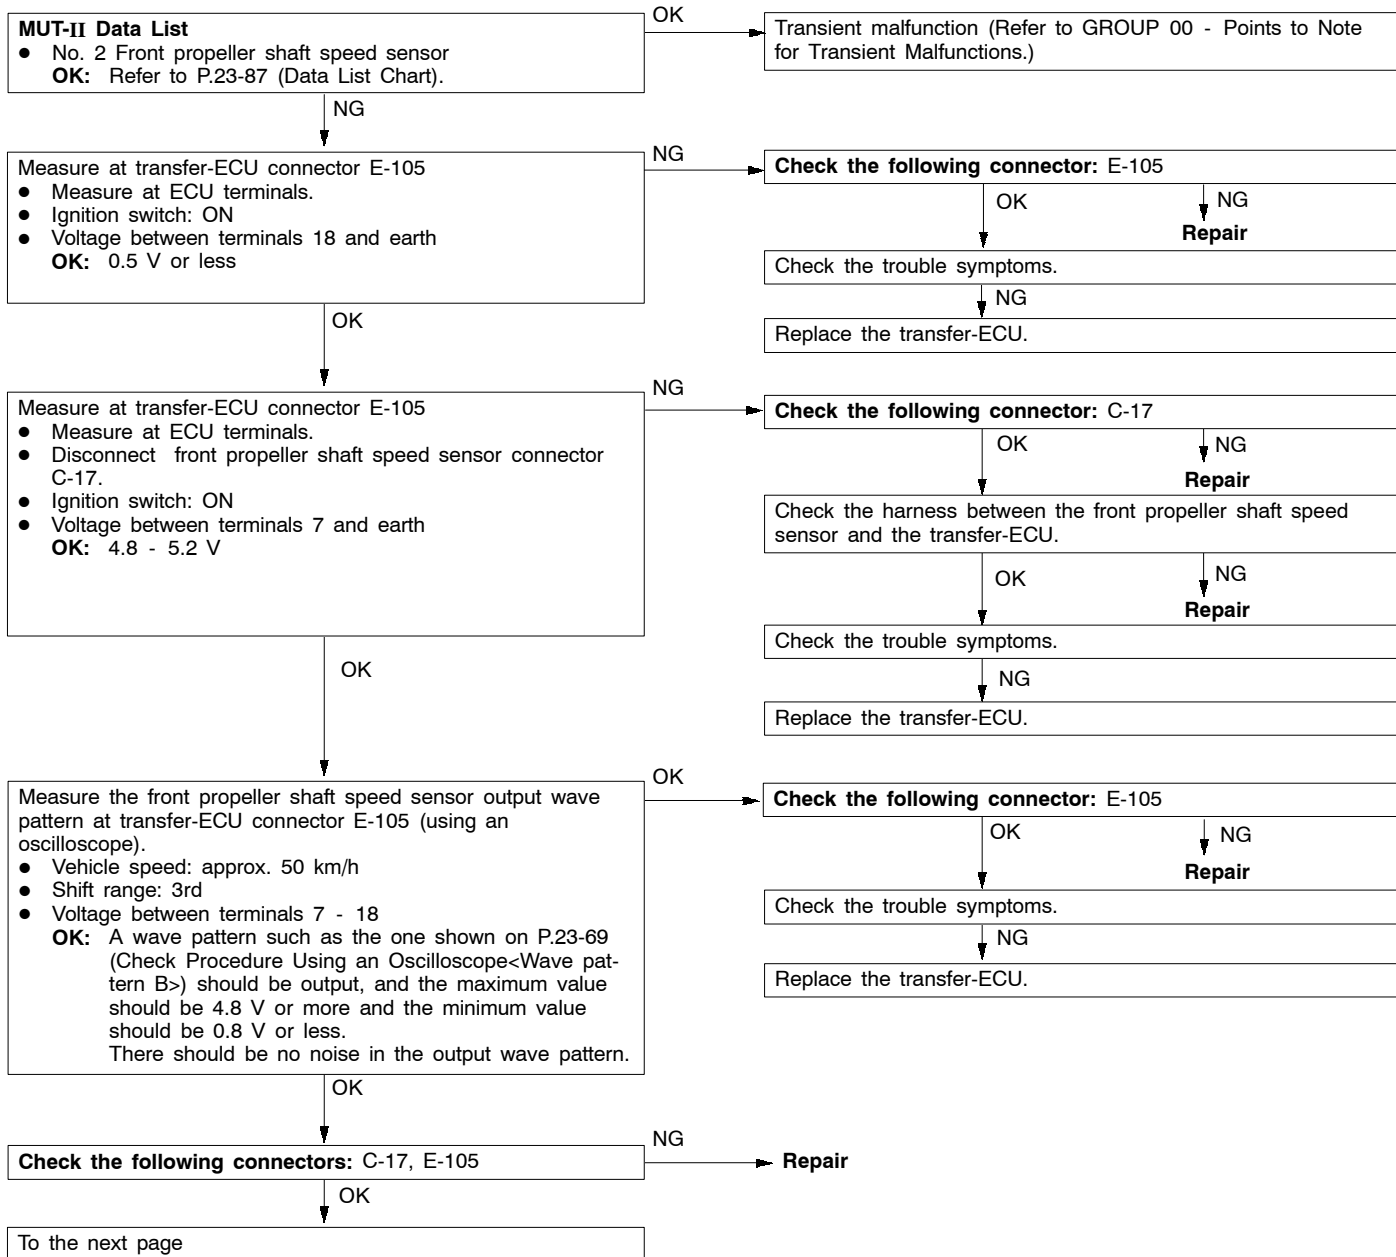 MUT-II Data List
● No. 2 Front propeller shaft speed sensor
OK: Refer to P.23-87 (Data List Chart).
OK
Transient malfunction (Refer to GROUP 00 - Points to Note
for Transient Malfunctions.)
NG
Measure at transfer-ECU connector E-105
● Measure at ECU terminals.
● Ignition switch: ON
● Voltage between terminals 18 and earth
OK: 0.5 V or less
NG
Check the following connector: E-105
OK
NG
Repair
Check the trouble symptoms.
NG
Replace the transfer-ECU.
OK
Measure at transfer-ECU connector E-105
● Measure at ECU terminals.
● Disconnect front propeller shaft speed sensor connector
C-17.
● Ignition switch: ON
● Voltage between terminals 7 and earth
OK: 4.8 - 5.2 V
NG
Check the following connector: C-17
OK
NG
Repair
Check the harness between the front propeller shaft speed
sensor and the transfer-ECU.
OK
NG
Repair
Check the trouble symptoms.
NG
Replace the transfer-ECU.
OK
Measure the front propeller shaft speed sensor output wave
pattern at transfer-ECU connector E-105 (using an
oscilloscope).
● Vehicle speed: approx. 50 km/h
● Shift range: 3rd
● Voltage between terminals 7 - 18
OK: A wave pattern such as the one shown on P.23-69
(Check Procedure Using an Oscilloscope<Wave pat-
tern B>) should be output, and the maximum value
should be 4.8 V or more and the minimum value
should be 0.8 V or less.
There should be no noise in the output wave pattern.
OK
Check the following connector: E-105
OK
NG
Repair
Check the trouble symptoms.
NG
Replace the transfer-ECU.
OK
Check the following connectors: C-17, E-105
NG
Repair
OK
To the next page